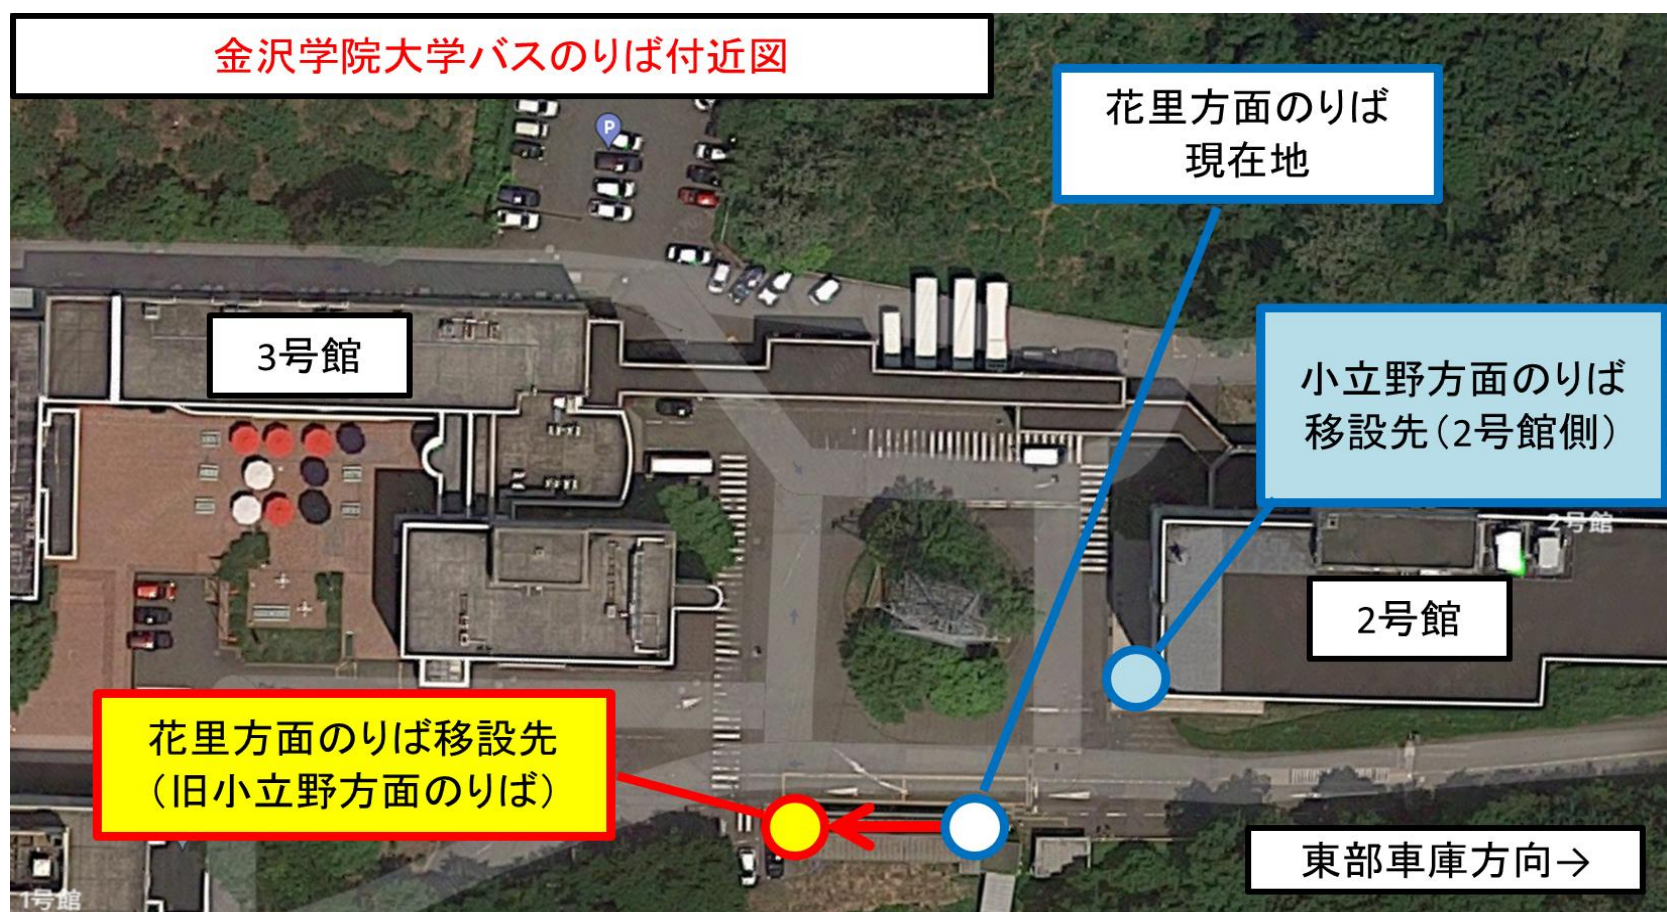 金沢学院大学バスのりば付近図
花里方面のりば
現在地
P
3号館
小立野方面のりば
移設先（2号館側）
2号館
2号館
花里方面のりば移設先
（旧小立野方面のりば）
東部車庫方向→
1号館